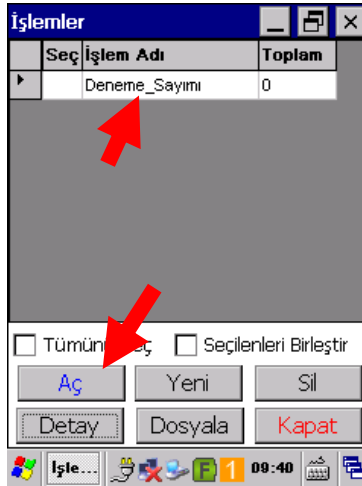 İşlemler
Seç İşlem Adı Toplam
Deneme_Sayımı 0
Seçilenleri Birleştir
Aç Yeni Sil
Detay Dosyala Kapat
İşle... F 1 09:40